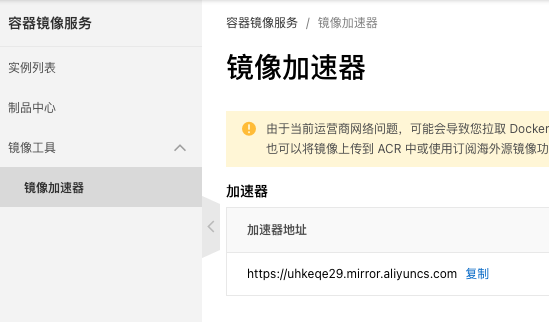 容器镜像服务
实例列表
制品中心
镜像工具
镜像加速器
容器镜像服务 / 镜像加速器
镜像加速器
由于当前运营商网络问题，可能会导致您拉取 Docker
也可以将镜像上传到 ACR 中或使用订阅海外源镜像功
加速器
加速器地址
https://uhkeqe29.mirror.aliyuncs.com 复制